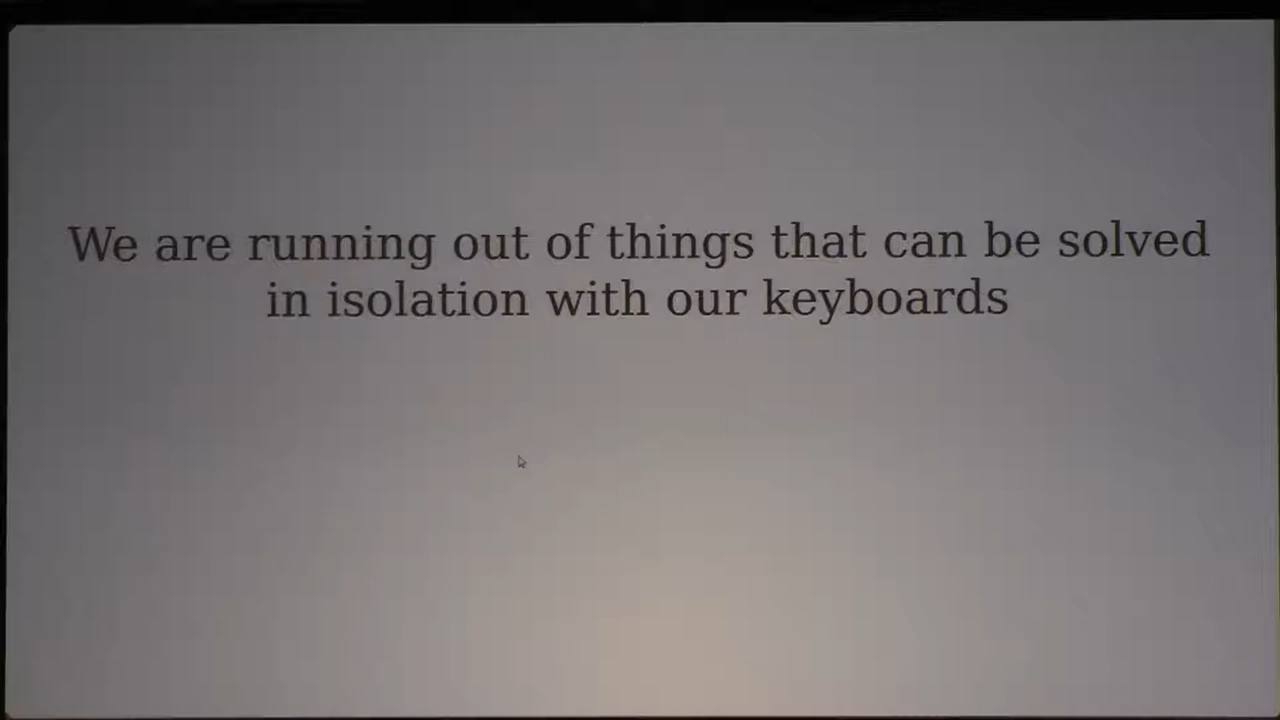 We are running out of things that can be solved
in isolation with our keyboards